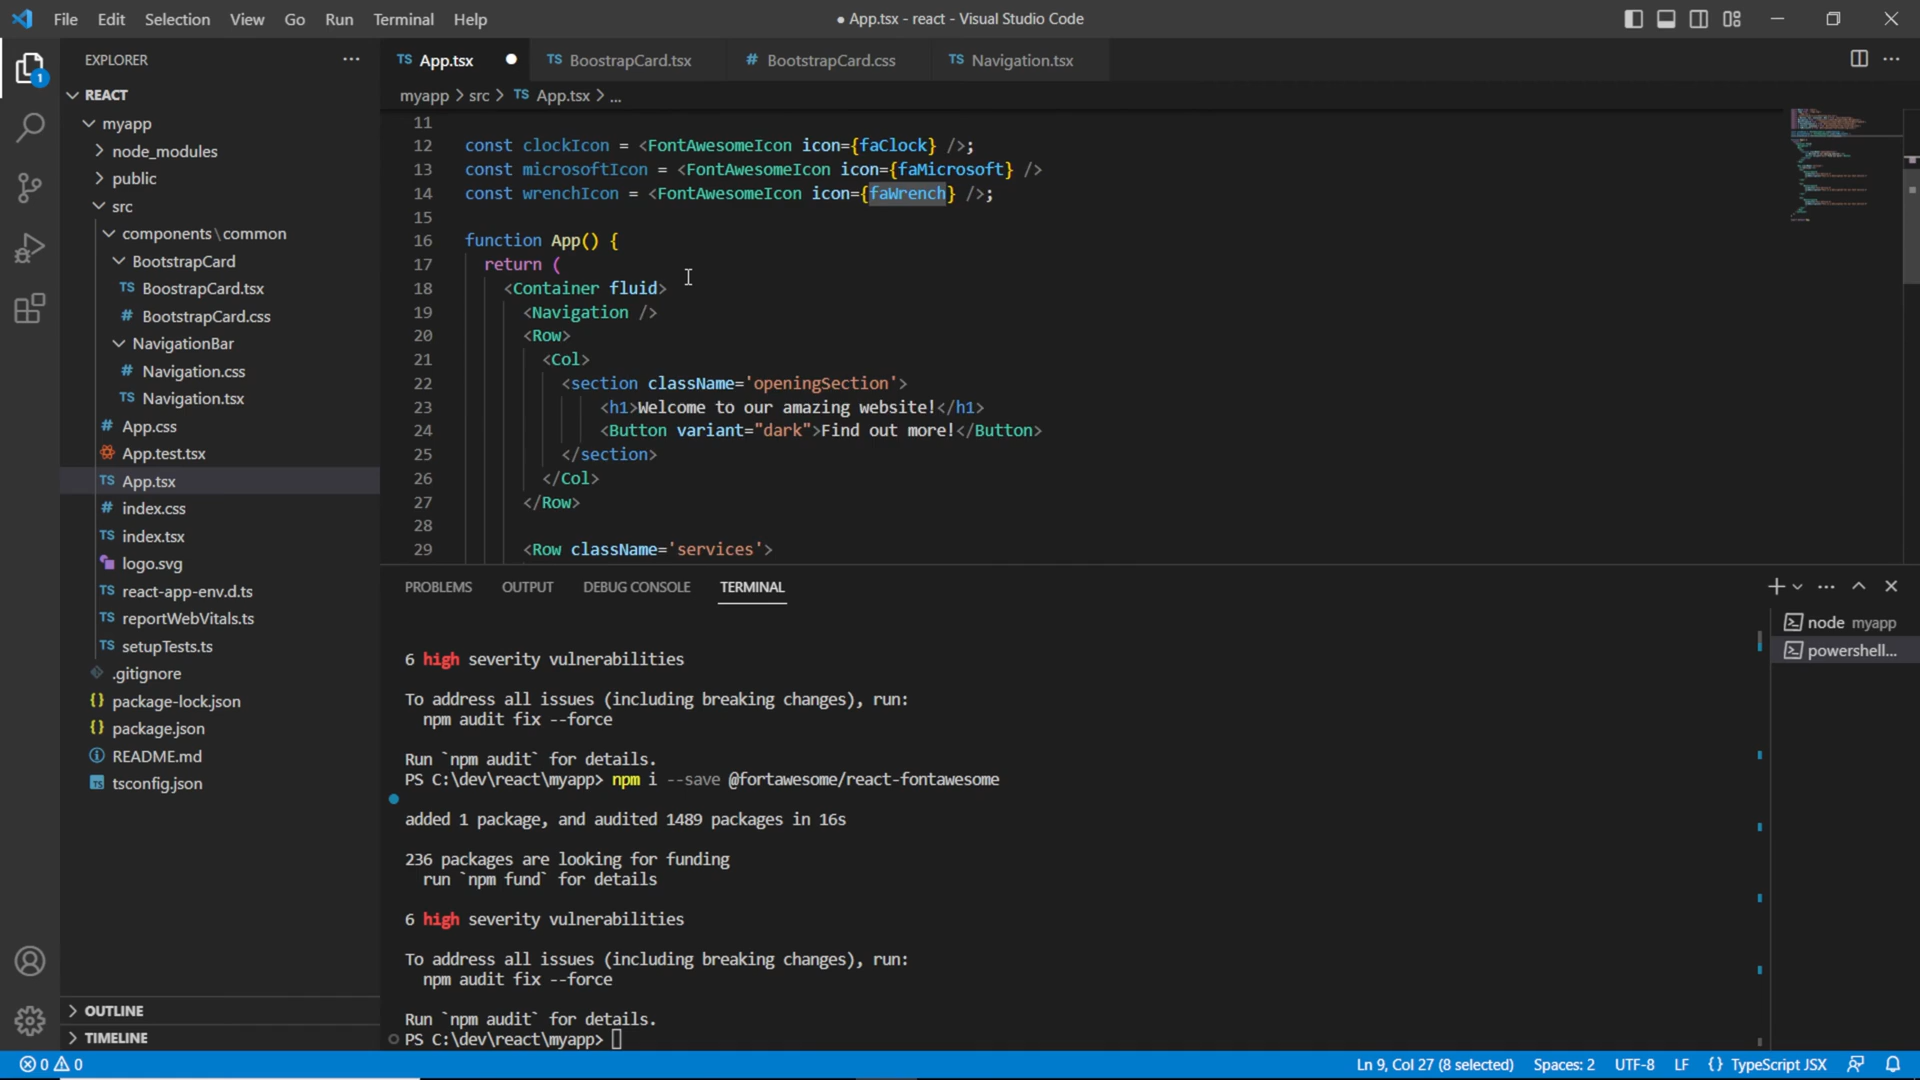 File Edit Selection View Go Run Terminal Help
● App.tsx - react - Visual Studio Code
EXPLORER ...
1
REACT
myapp
node_modules
public
src
components\common
BootstrapCard
TS BoostrapCard.tsx
# BootstrapCard.css
NavigationBar
# Navigation.css
TS Navigation.tsx
# App.css
App.test.tsx
TS App.tsx
# index.css
TS index.tsx
logo.svg
TS react-app-env.d.ts
TS reportWebVitals.ts
TS setupTests.ts
.gitignore
{} package-lock.json
{} package.json
README.md
tsconfig.json
OUTLINE
TIMELINE
TS App.tsx ● TS BoostrapCard.tsx # BootstrapCard.css TS Navigation.tsx
myapp > src > TS App.tsx > ...
11
12 const clockIcon = <FontAwesomeIcon icon={faClock} />;
13 const microsoftIcon = <FontAwesomeIcon icon={faMicrosoft} />
14 const wrenchIcon = <FontAwesomeIcon icon={faWrench} />;
15
16 function App() {
17 return (
18 <Container fluid>
19 <Navigation />
20 <Row>
21 <Col>
22 <section className='openingSection'>
23 <h1>Welcome to our amazing website!</h1>
24 <Button variant="dark">Find out more!</Button>
25 </section>
26 </Col>
27 </Row>
28
29 <Row className='services'>
PROBLEMS OUTPUT DEBUG CONSOLE TERMINAL
6 high severity vulnerabilities
To address all issues (including breaking changes), run:
npm audit fix --force
Run `npm audit` for details.
PS C:\dev\react\myapp> npm i --save @fortawesome/react-fontawesome
added 1 package, and audited 1489 packages in 16s
236 packages are looking for funding
run `npm fund` for details
6 high severity vulnerabilities
To address all issues (including breaking changes), run:
npm audit fix --force
Run `npm audit` for details.
PS C:\dev\react\myapp>
node myapp
powershell...
0 0
Ln 9, Col 27 (8 selected) Spaces: 2 UTF-8 LF {} TypeScript JSX